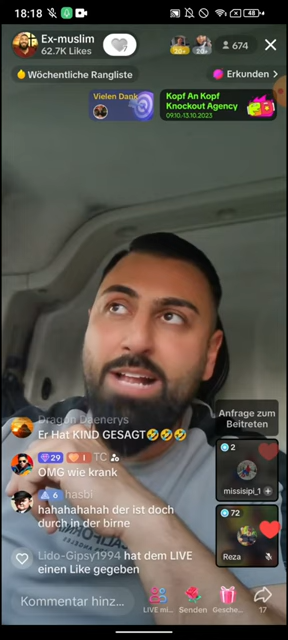 18:18
48
Ex-muslim
62.7K Likes
20+
674
Wöchentliche Rangliste
Erkunden
Vielen Dank
Kopf An Kopf
Knockout Agency
09.10.-13.10.2023
Dragon Daenerys
Er Hat KIND GESAGT🤣🤣🤣
29 1 TC
OMG wie krank
6 hasbi
hahahahahah der ist doch
durch in der birne
Lido-Gipsy1994 hat dem LIVE
einen Like gegeben
Anfrage zum
Beitreten
2
missisipi_1
72
Reza
Kommentar hinz...
LIVE mi...
Senden
Gesche...
17